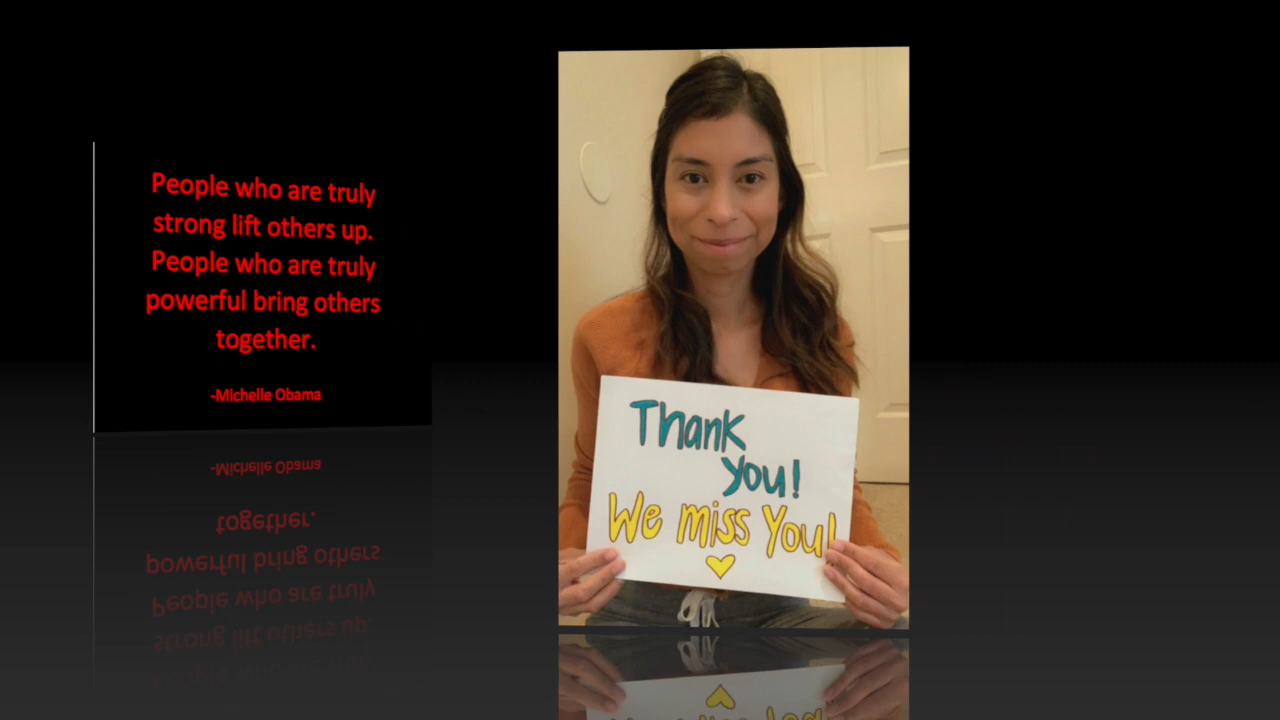 People who are truly
strong lift others up.
People who are truly
powerful bring others
together.
-Michelle Obama
Thank
You!
We miss You!